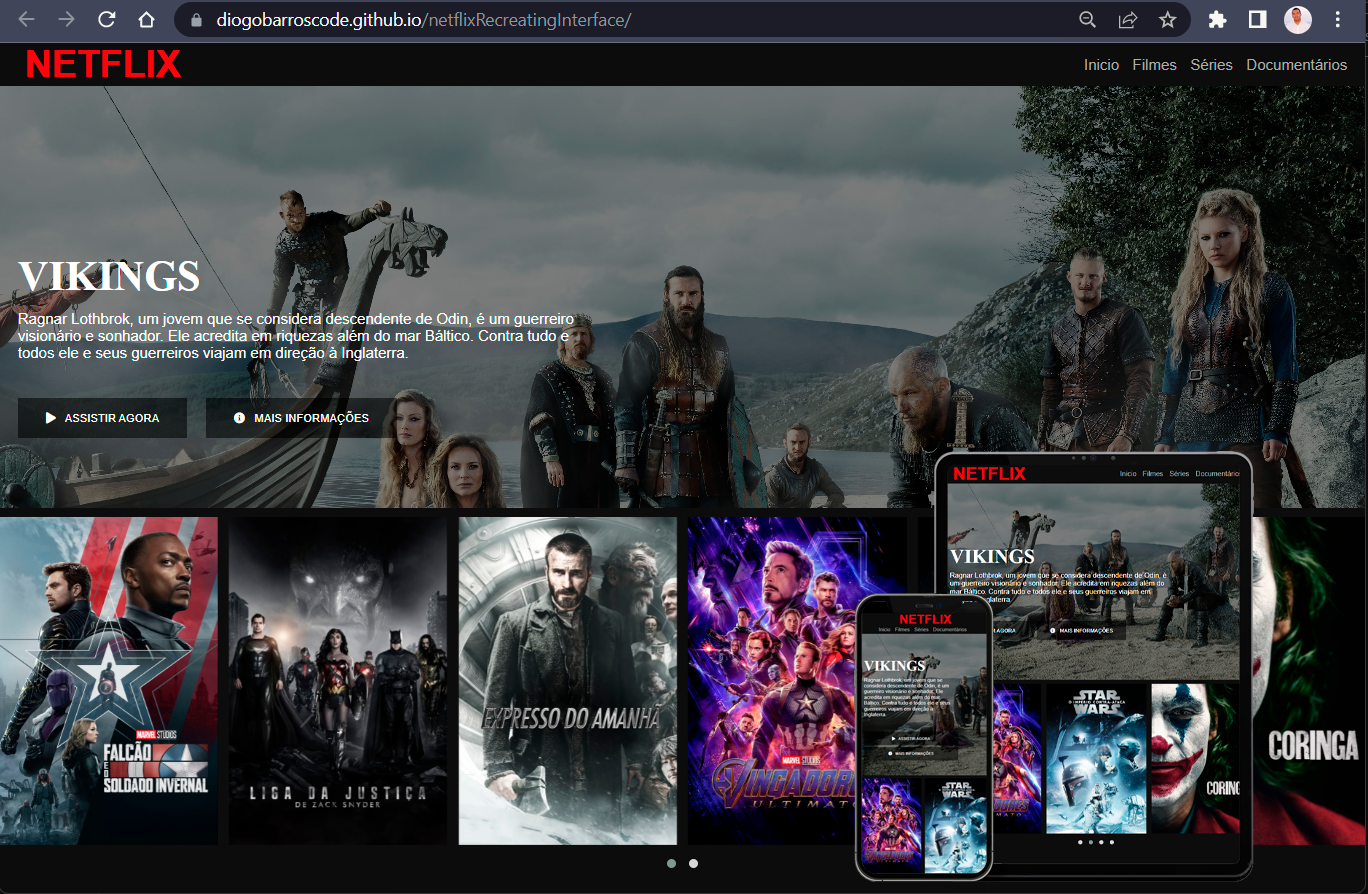 diogobarroscode.github.io/netflixRecreatingInterface/
NETFLIX
Inicio Filmes Séries Documentários
VIKINGS
Ragnar Lothbrok, um jovem que se considera descendente de Odin, é um guerreiro
visionário e sonhador. Ele acredita em riquezas além do mar Báltico. Contra tudo e
todos ele e seus guerreiros viajam em direção à Inglaterra.
ASSISTIR AGORA
MAIS INFORMAÇÕES
MARVEL STUDIOS
FALCÃO
E O
SOLDADO INVERNAL
LIGA DA JUSTIÇA
DE ZACK SNYDER
EXPRESSO DO AMANHÃ
MARVEL STUDIOS
VINGADORES
ULTIMATO
CORINGA
NETFLIX
Inicio Filmes Séries Documentários
VIKINGS
Ragnar Lothbrok, um jovem que se considera descendente de Odin, é
um guerreiro visionário e sonhador. Ele acredita em riquezas além do
mar Báltico. Contra tudo e todos ele e seus guerreiros viajam em
nglaterra.
AGORA
MAIS INFORMAÇÕES
DORES
MATO
STAR
O IMPÉRIO CONTRA-ATACA
WARS
CORING
NETFLIX
Inicio Filmes Séries Documentários
VIKINGS
Ragnar Lothbrok, um jovem que se
considera descendente de Odin, é um
guerreiro visionário e sonhador. Ele
acredita em riquezas além do mar
Báltico. Contra tudo e todos ele e seus
guerreiros viajam em direção à
Inglaterra.
ASSISTIR AGORA
MAIS INFORMAÇÕES
STAR
WARS